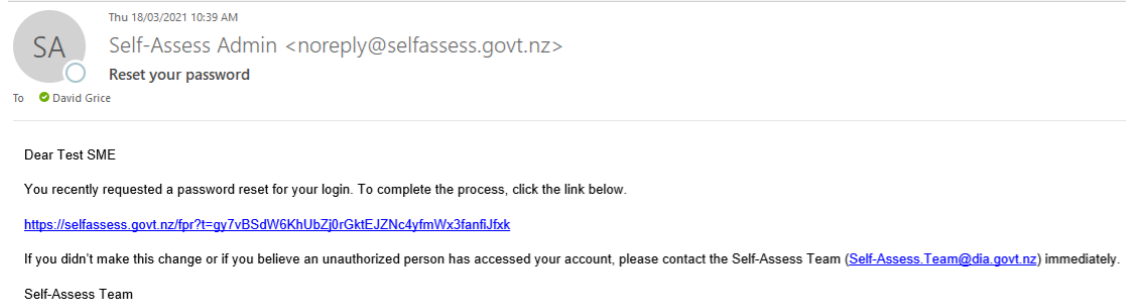 Thu 18/03/2021 10:39 AM
SA
Self-Assess Admin <noreply@selfassess.govt.nz>
Reset your password
To David Grice
Dear Test SME
You recently requested a password reset for your login. To complete the process, click the link below.
https://selfassess.govt.nz/fpr?t=gy7vBSdW6KhUbZj0rGktEJZNc4yfmWx3fanfiJfxk
If you didn't make this change or if you believe an unauthorized person has accessed your account, please contact the Self-Assess Team (Self-Assess.Team@dia.govt.nz) immediately.
Self-Assess Team